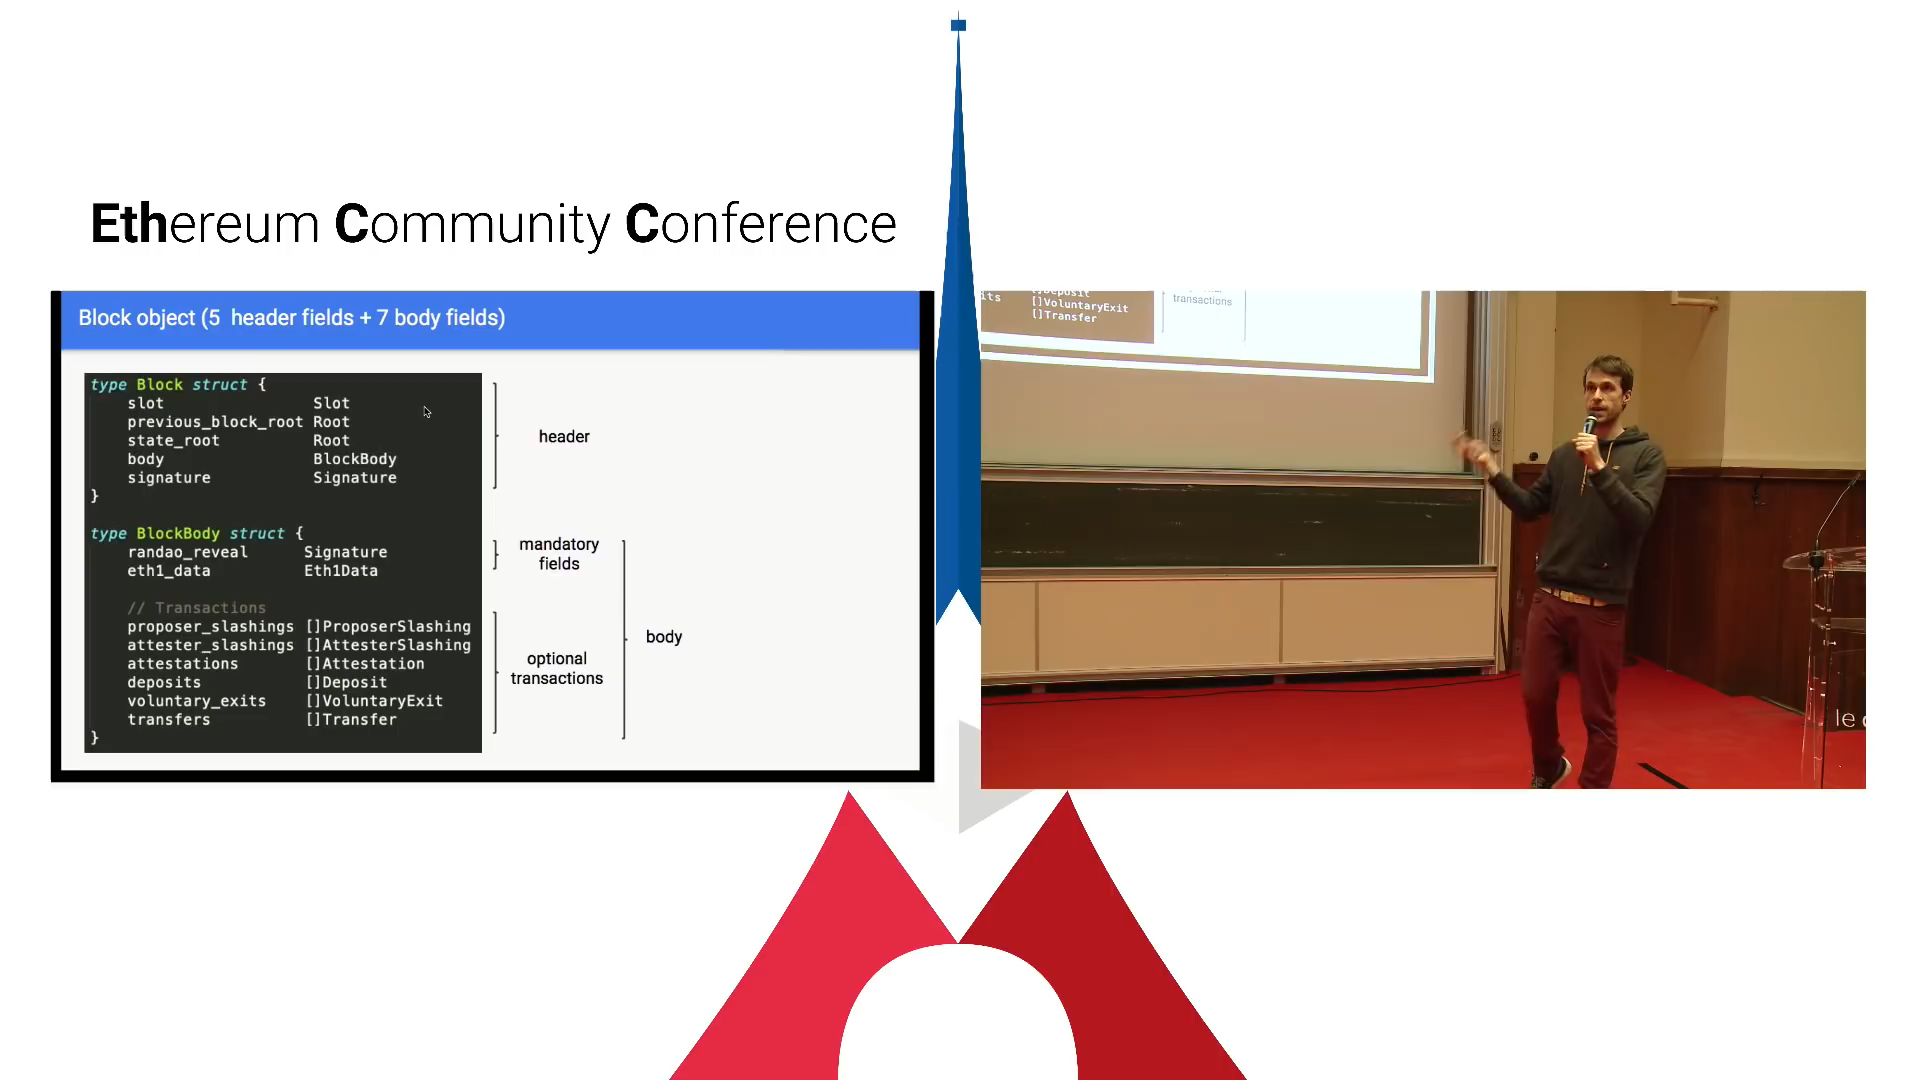 Ethereum Community Conference
Block object (5 header fields + 7 body fields)
type Block struct {
slot Slot
previous_block_root Root
state_root Root
body BlockBody
signature Signature
}
header
type BlockBody struct {
randao_reveal Signature
eth1_data Eth1Data
mandatory
fields
// Transactions
proposer_slashings []ProposerSlashing
attester_slashings []AttesterSlashing
attestations []Attestation
deposits []Deposit
voluntary_exits []VoluntaryExit
transfers []Transfer
}
optional
transactions
body
[]Deposit
[]VoluntaryExit
[]Transfer
transactions
le